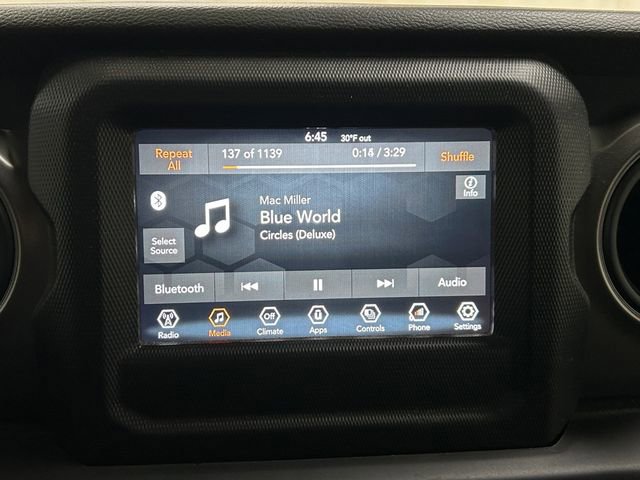 6:45 30°F out
Repeat All
137 of 1139 0:14 / 3:29
Shuffle
Info
Mac Miller
Blue World
Circles (Deluxe)
Select Source
Bluetooth
Audio
Radio Media Off Climate Apps Controls Phone Settings